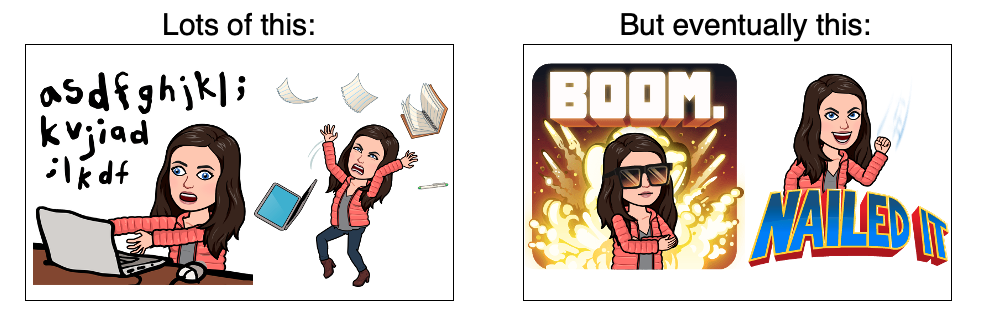 Lots of this:
asdfghjkl;
kvjiad
;lkdf
But eventually this:
BOOM.
NAILED IT